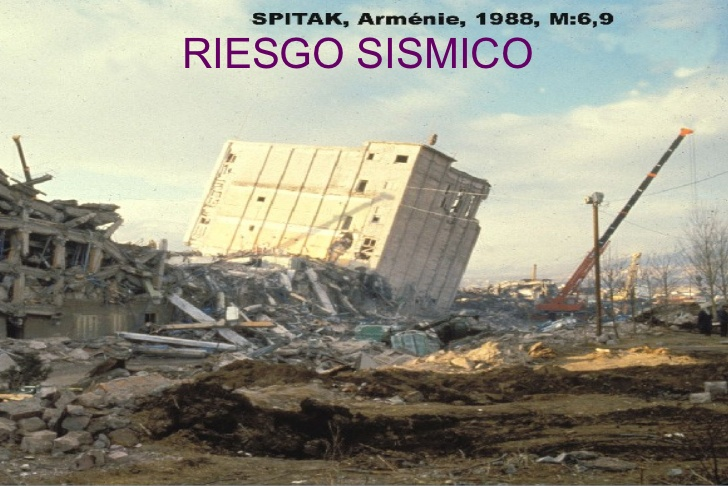 SPITAK, Arménie, 1988, M:6,9
RIESGO SISMICO